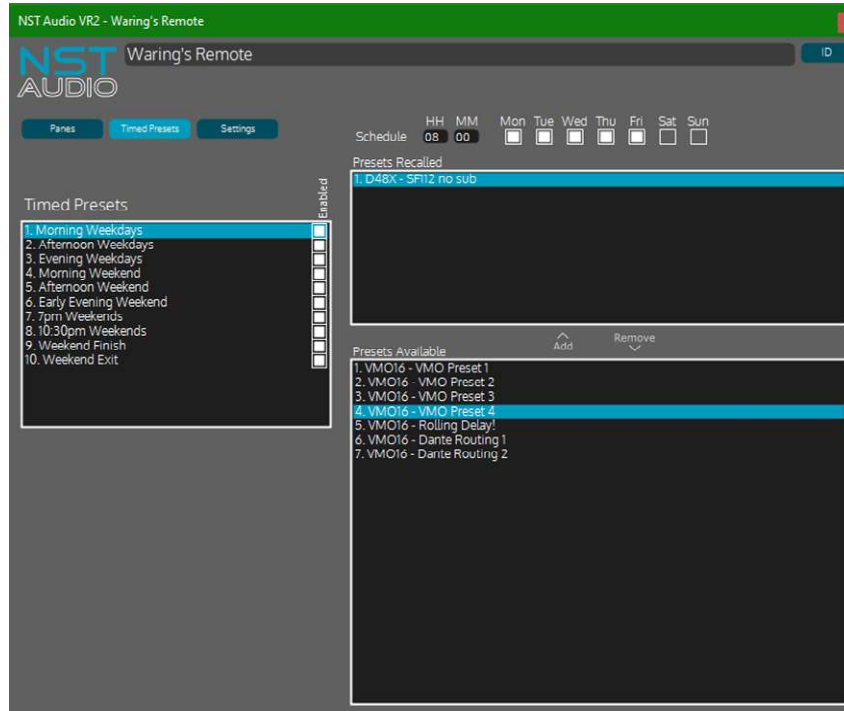 NST Audio VR2 - Waring's Remote
NST
AUDIO
Waring's Remote
ID
Panes
Timed Presets
Settings
HH MM Mon Tue Wed Thu Fri Sat Sun
Schedule 08 00
Presets Recalled
1. D48X - SF112 no sub
Timed Presets
Enabled
1. Morning Weekdays
2. Afternoon Weekdays
3. Evening Weekdays
4. Morning Weekend
5. Afternoon Weekend
6. Early Evening Weekend
7. 7pm Weekends
8. 10:30pm Weekends
9. Weekend Finish
10. Weekend Exit
Add
Remove
Presets Available
1. VMO16 - VMO Preset 1
2. VMO16 - VMO Preset 2
3. VMO16 - VMO Preset 3
4. VMO16 - VMO Preset 4
5. VMO16 - Rolling Delay!
6. VMO16 - Dante Routing 1
7. VMO16 - Dante Routing 2